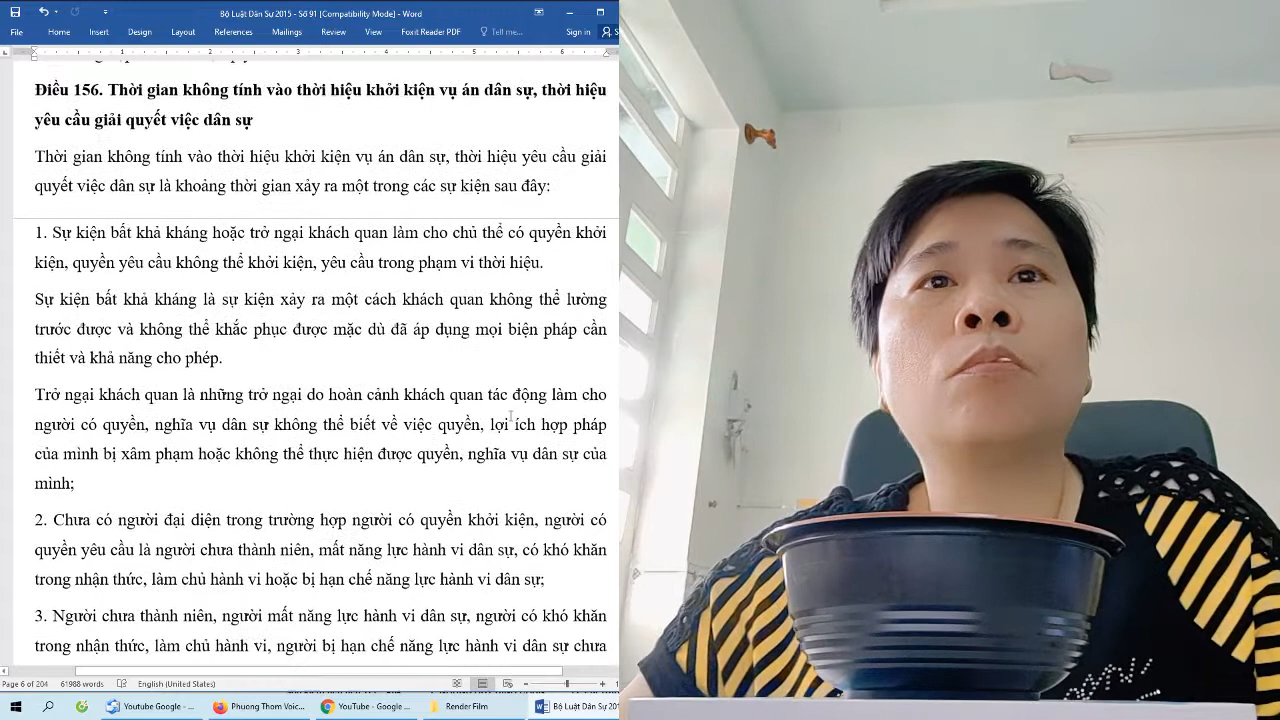 Bộ Luật Dân Sự 2015 - Số 91 [Compatibility Mode] - Word
File Home Insert Design Layout References Mailings Review View Foxit Reader PDF Tell me... Sign in
Điều 156. Thời gian không tính vào thời hiệu khởi kiện vụ án dân sự, thời hiệu
yêu cầu giải quyết việc dân sự
Thời gian không tính vào thời hiệu khởi kiện vụ án dân sự, thời hiệu yêu cầu giải
quyết việc dân sự là khoảng thời gian xảy ra một trong các sự kiện sau đây:
1. Sự kiện bất khả kháng hoặc trở ngại khách quan làm cho chủ thể có quyền khởi
kiện, quyền yêu cầu không thể khởi kiện, yêu cầu trong phạm vi thời hiệu.
Sự kiện bất khả kháng là sự kiện xảy ra một cách khách quan không thể lường
trước được và không thể khắc phục được mặc dù đã áp dụng mọi biện pháp cần
thiết và khả năng cho phép.
Trở ngại khách quan là những trở ngại do hoàn cảnh khách quan tác động làm cho
người có quyền, nghĩa vụ dân sự không thể biết về việc quyền, lợi ích hợp pháp
của mình bị xâm phạm hoặc không thể thực hiện được quyền, nghĩa vụ dân sự của
mình;
2. Chưa có người đại diện trong trường hợp người có quyền khởi kiện, người có
quyền yêu cầu là người chưa thành niên, mất năng lực hành vi dân sự, có khó khăn
trong nhận thức, làm chủ hành vi hoặc bị hạn chế năng lực hành vi dân sự;
3. Người chưa thành niên, người mất năng lực hành vi dân sự, người có khó khăn
trong nhận thức, làm chủ hành vi, người bị hạn chế năng lực hành vi dân sự chưa
Page 6 of 204 61988 words English (United States)
Youtube Google - ... Phuong Tham Voic... YouTube - Google ... Render Film Bộ Luật Dân Sự 201